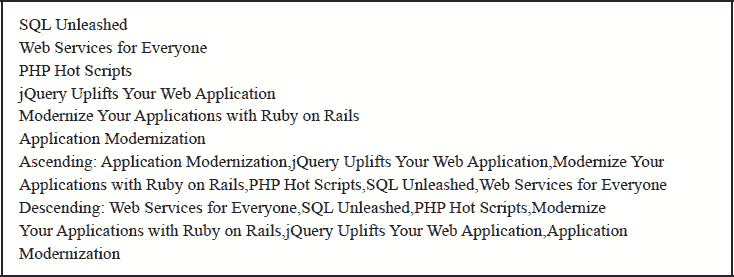 SQL Unleashed
Web Services for Everyone
PHP Hot Scripts
jQuery Uplifts Your Web Application
Modernize Your Applications with Ruby on Rails
Application Modernization
Ascending: Application Modernization,jQuery Uplifts Your Web Application,Modernize Your
Applications with Ruby on Rails,PHP Hot Scripts,SQL Unleashed,Web Services for Everyone
Descending: Web Services for Everyone,SQL Unleashed,PHP Hot Scripts,Modernize
Your Applications with Ruby on Rails,jQuery Uplifts Your Web Application,Application
Modernization